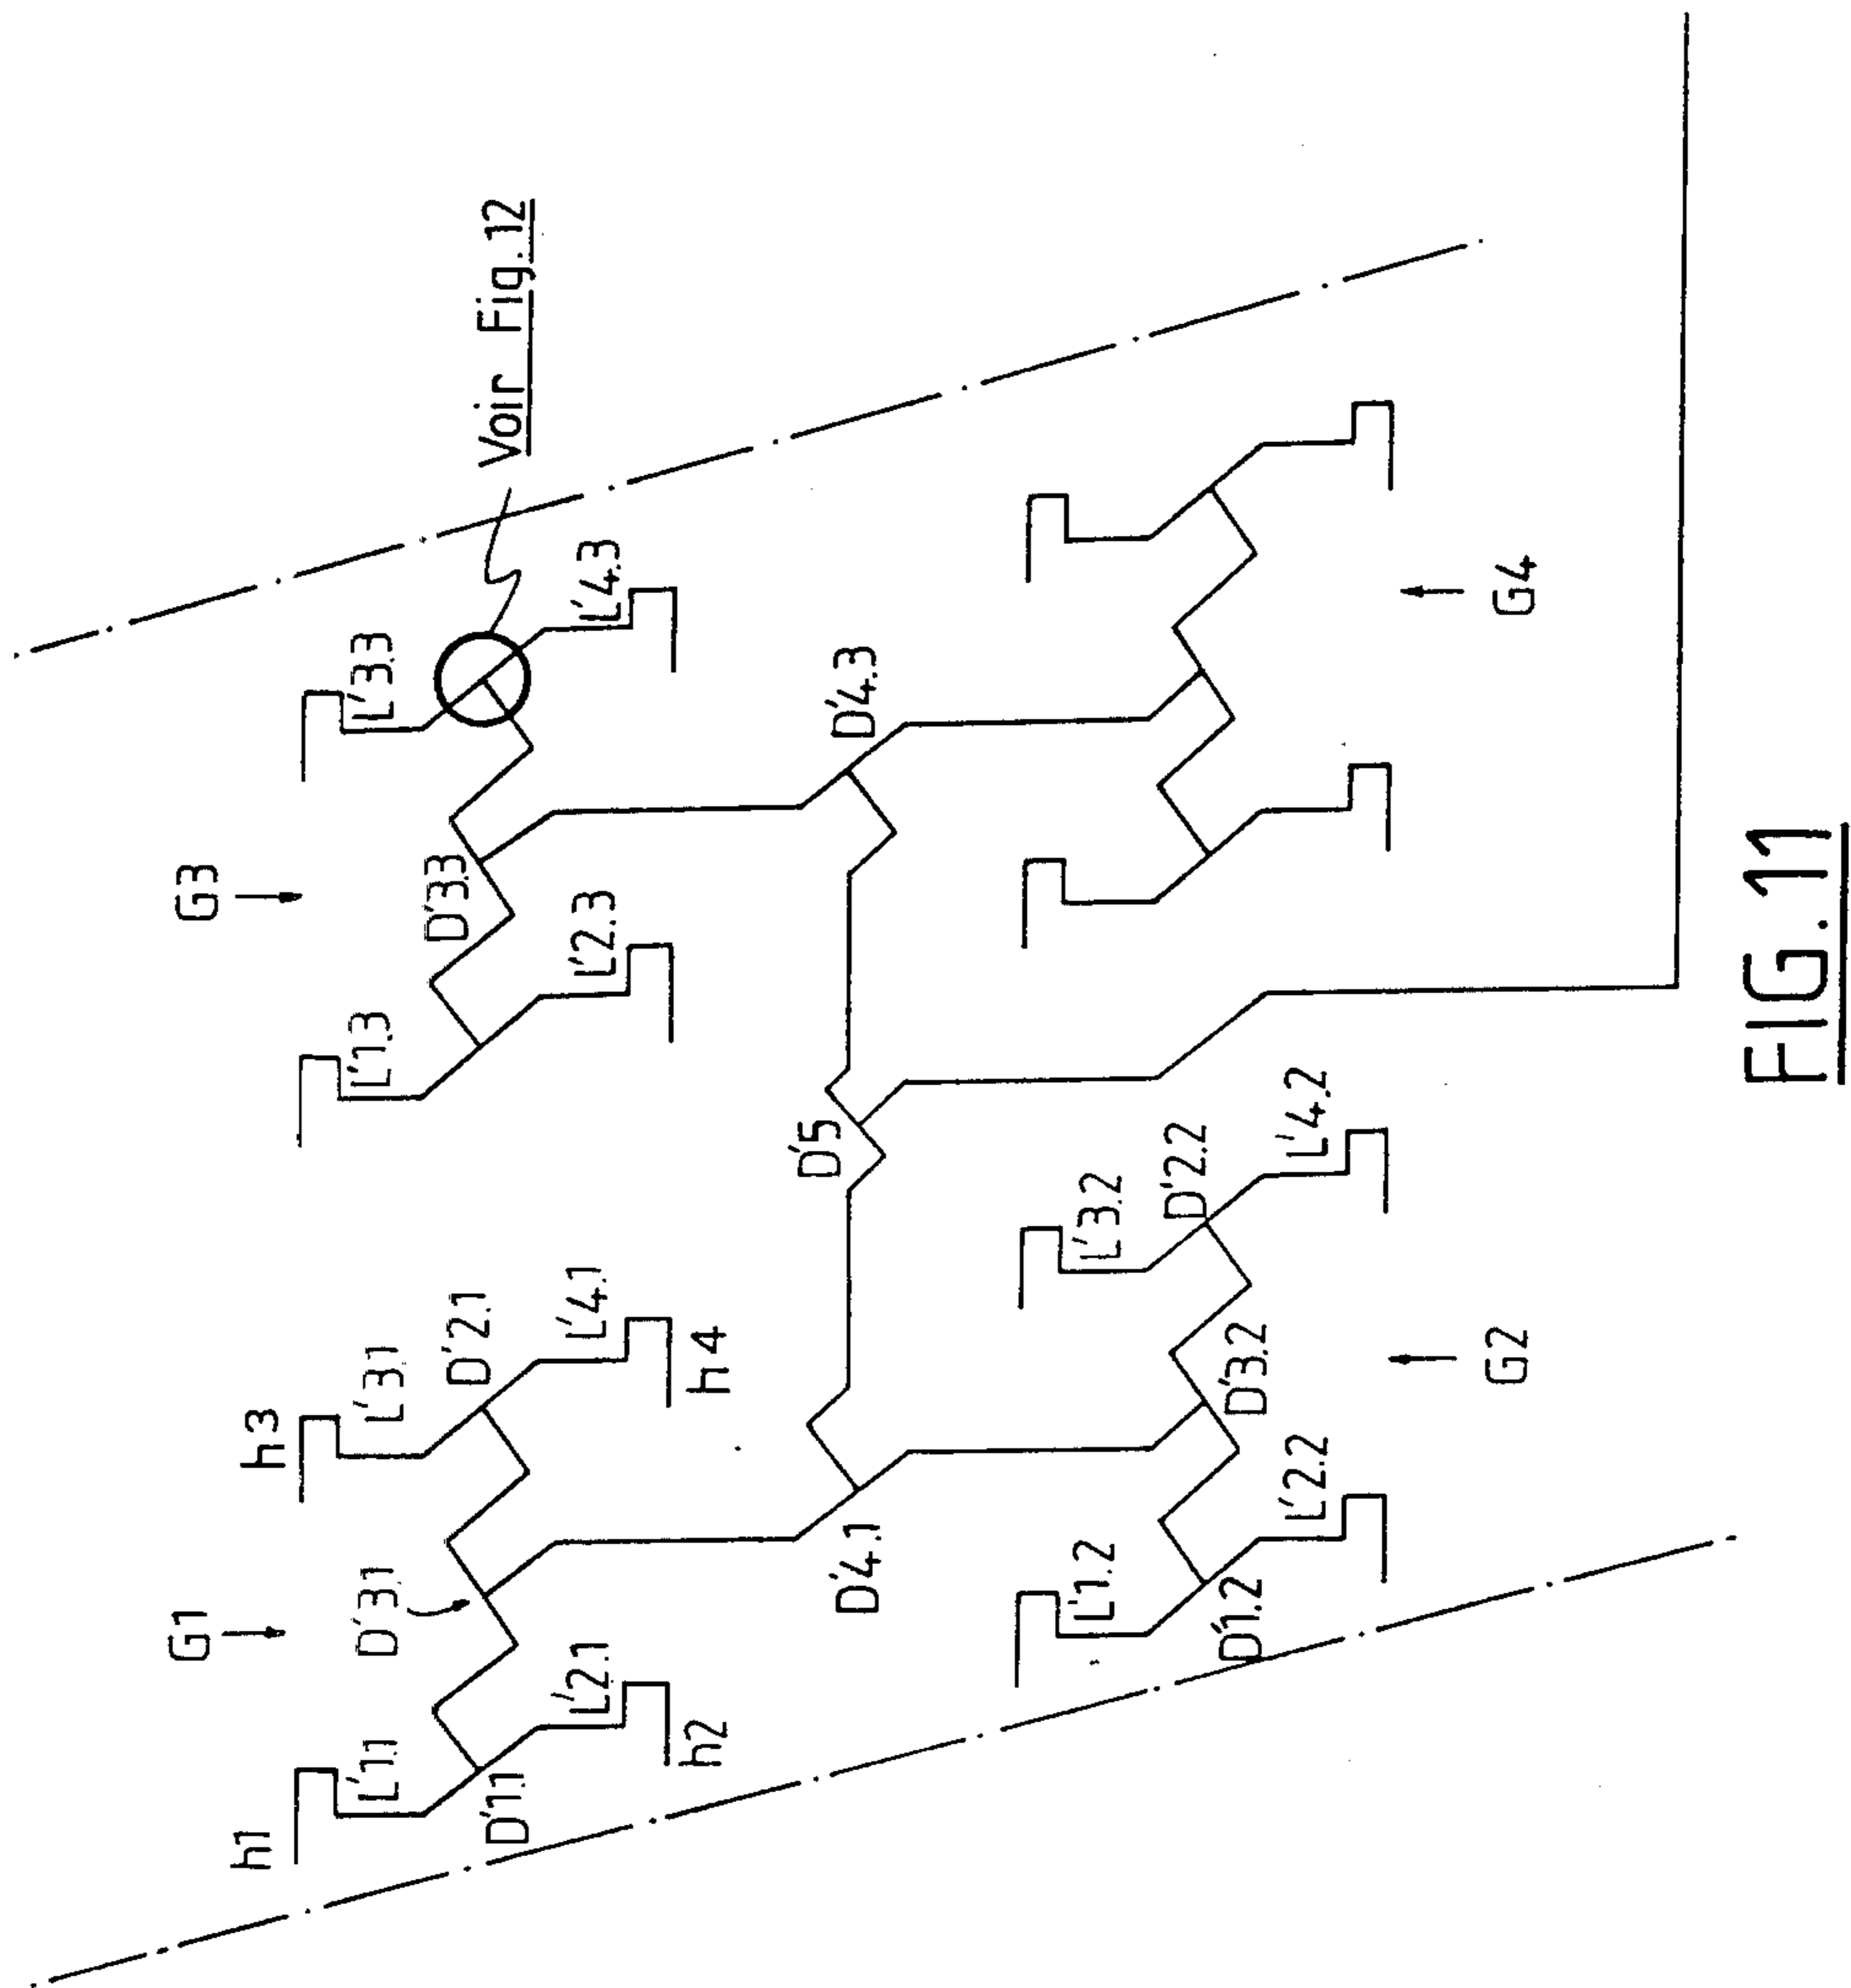 G1
G3
h1
h3
L'1.1
D'3.1
L'3.1
L'1.3
D'3.3
L'3.3
Voir Fig.12
D'1.1
L'2.1
D'2.1
L'4.1
L'2.3
L'4.3
h2
h4
D'4.1
D'5
D'4.3
L'1.2
L'3.2
D'2.2
D'1.2
L'2.2
D'3.2
L'4.2
G2
G4
FIG.11